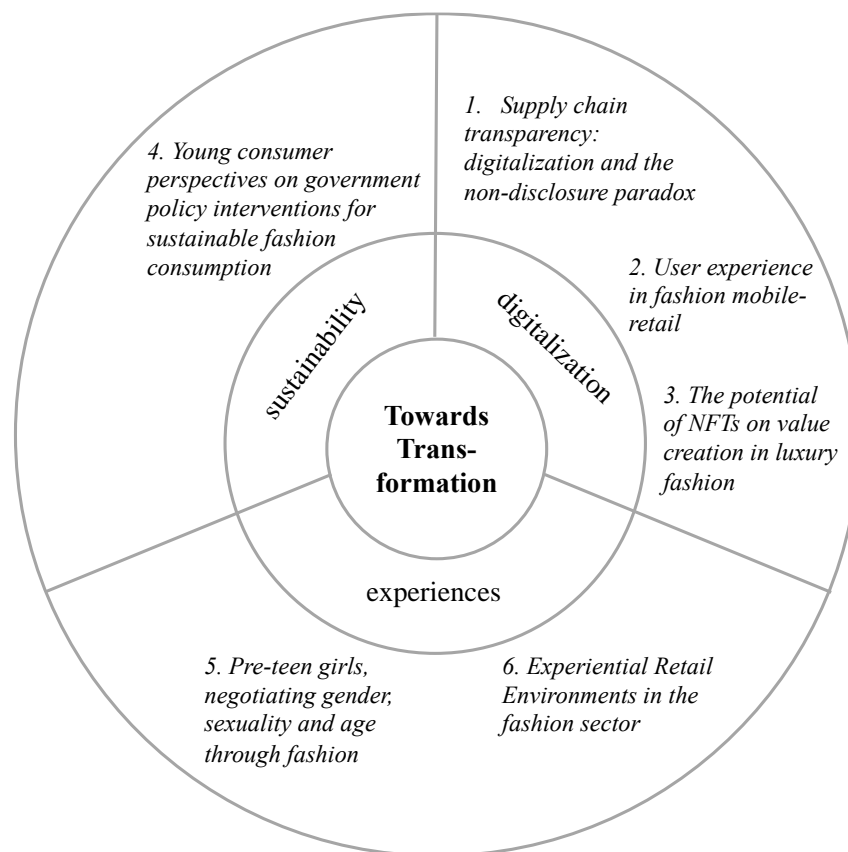 1. Supply chain
transparency:
digitalization and the
non-disclosure paradox
4. Young consumer
perspectives on government
policy interventions for
sustainable fashion
consumption
2. User experience
in fashion mobile-
retail
sustainability
digitalization
3. The potential
of NFTs on value
creation in luxury
fashion
Towards
Trans-
formation
experiences
5. Pre-teen girls,
negotiating gender,
sexuality and age
through fashion
6. Experiential Retail
Environments in the
fashion sector